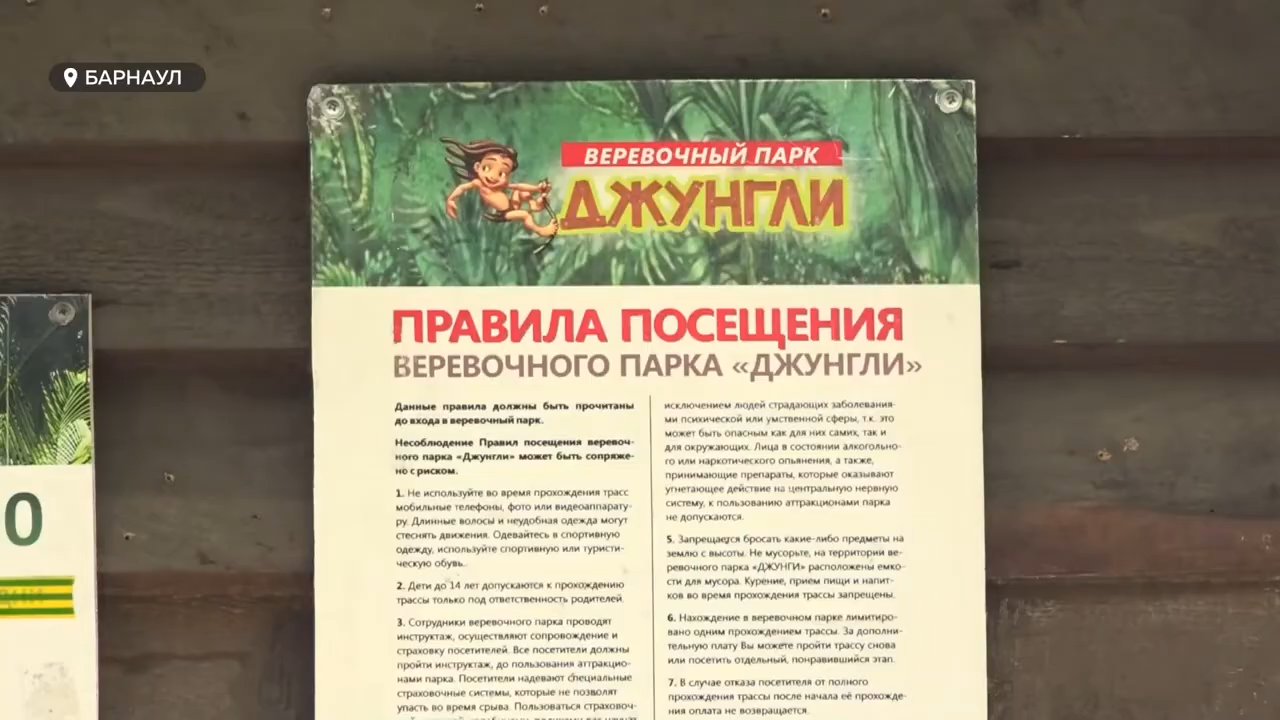 БАРНАУЛ
ВЕРЕВОЧНЫЙ ПАРК
ДЖУНГЛИ
ПРАВИЛА ПОСЕЩЕНИЯ
ВЕРЕВОЧНОГО ПАРКА «ДЖУНГЛИ»
Данные правила должны быть прочитаны
до входа в веревочный парк.
Несоблюдение Правил посещения веревоч-
ного парка «Джунгли» может быть сопряже-
но с риском.
1. Не используйте во время прохождения трасс
мобильные телефоны, фото или видеоаппарату-
ру. Длинные волосы и неудобная одежда могут
стеснять движения. Одевайтесь в спортивную
одежду, используйте спортивную или туристи-
ческую обувь.
2. Дети до 14 лет допускаются к прохождению
трассы только под ответственность родителей.
3. Сотрудники веревочного парка проводят
инструктаж, осуществляют сопровождение и
страховку посетителей. Все посетители должны
пройти инструктаж, до пользования аттракцио-
нами парка. Посетители надевают специальные
страховочные системы, которые не позволят
упасть во время срыва. Пользоваться страховоч-
исключением людей страдающих заболевания-
ми психической или умственной сферы, т.к. это
может быть опасным как для них самих, так и
для окружающих. Лица в состоянии алкогольно-
го или наркотического опьянения, а также,
принимающие препараты, которые оказывают
угнетающее действие на центральную нервную
систему, к пользованию аттракционами парка
не допускаются.
5. Запрещается бросать какие-либо предметы на
землю с высоты. Не мусорьте, на территории ве-
ревочного парка «ДЖУНГИ» расположены емко-
сти для мусора. Курение, прием пищи и напит-
ков во время прохождения трассы запрещены.
6. Нахождение в веревочном парке лимитиро-
вано одним прохождением трассы. За дополни-
тельную плату Вы можете пройти трассу снова
или посетить отдельный, понравившийся этап.
7. В случае отказа посетителя от полного
прохождения трассы после начала её прохожде-
ния оплата не возвращается.
0